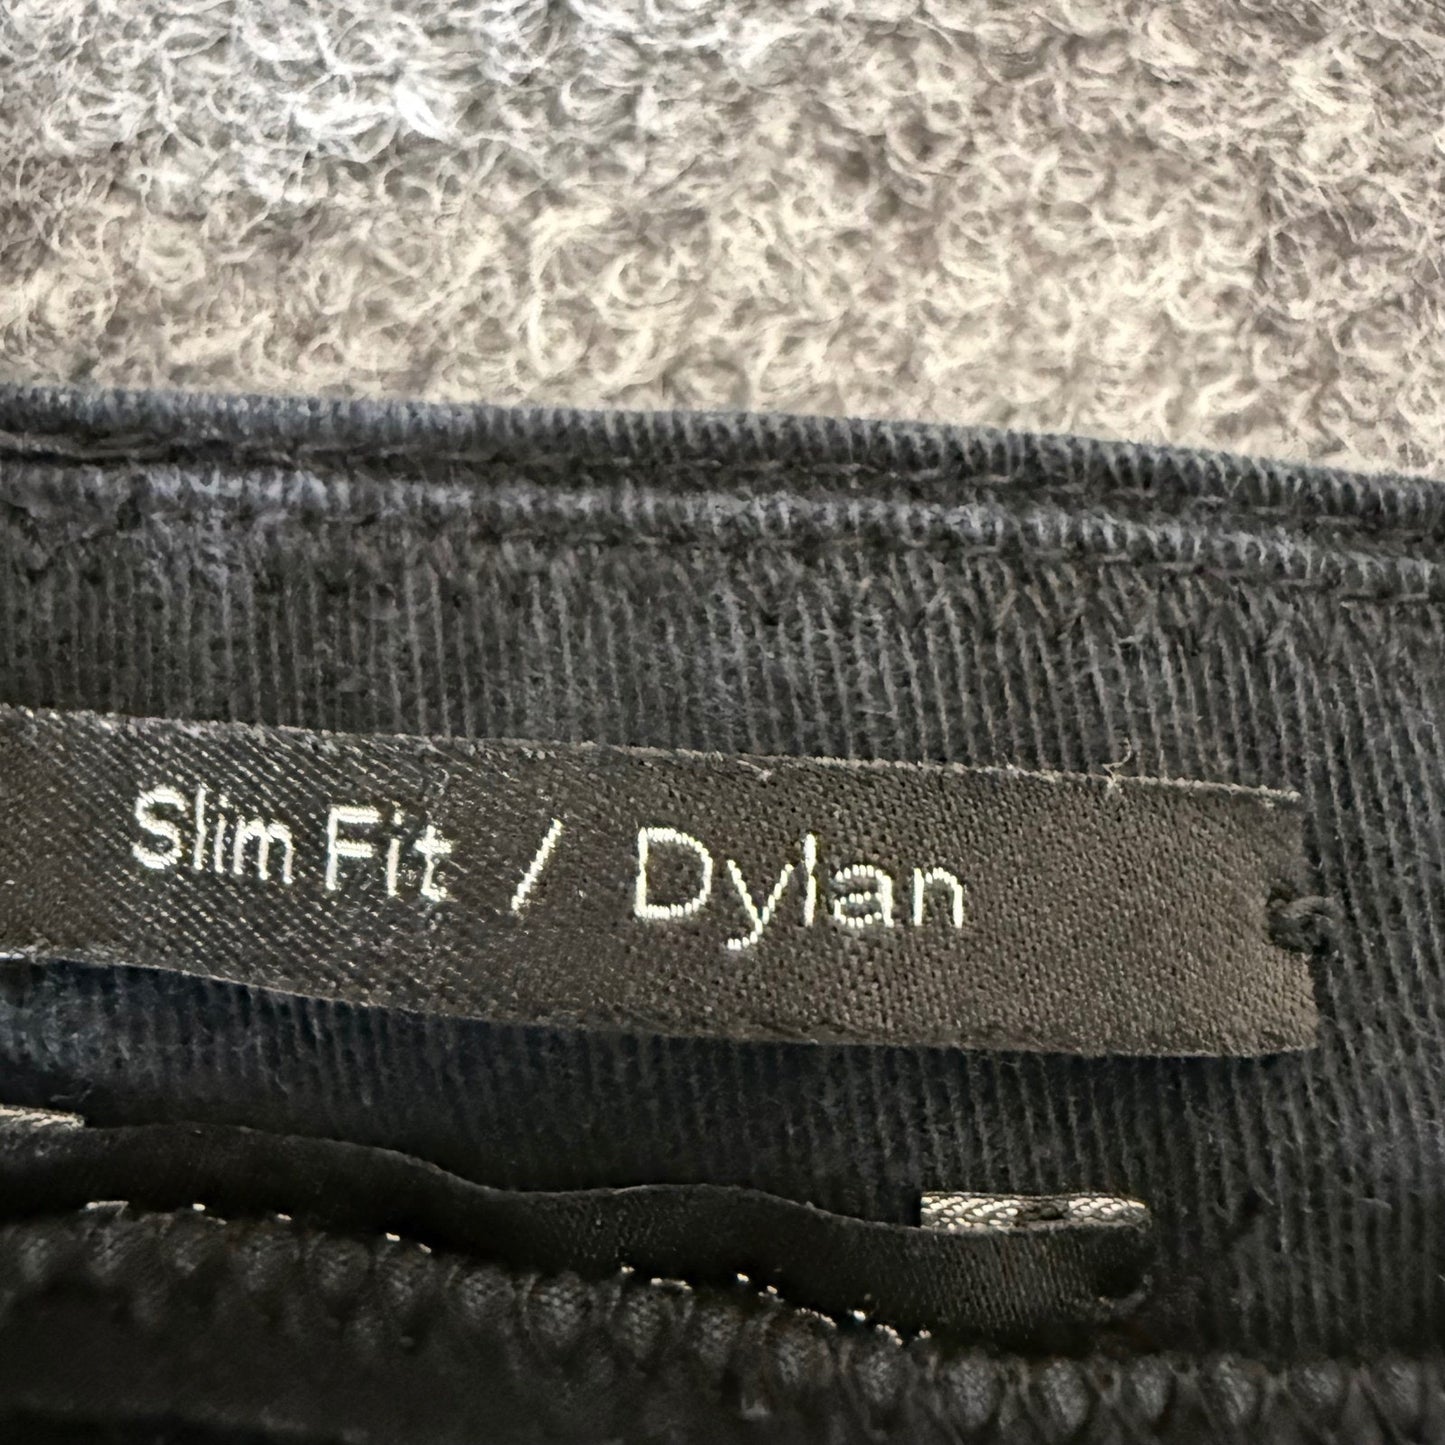 Slim Fit / Dylan